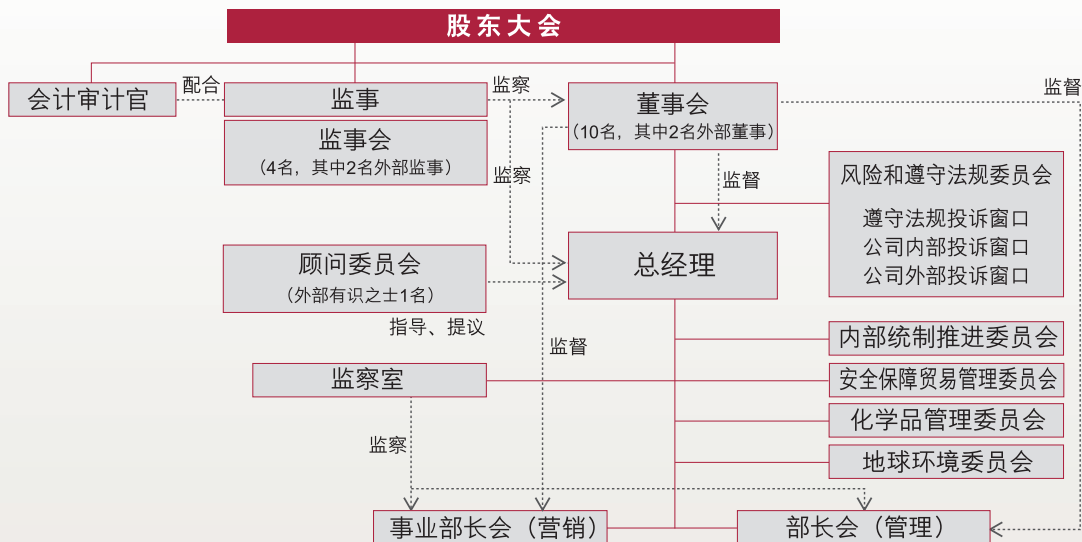 股东大会
会计审计官
配合
监事
监察
董事会
（10名，其中2名外部董事）
监督
监事会
（4名，其中2名外部监事）
监察
监督
风险和遵守法规委员会
遵守法规投诉窗口
公司内部投诉窗口
公司外部投诉窗口
顾问委员会
（外部有识之士1名）
总经理
指导、提议
监督
内部统制推进委员会
监察室
安全保障贸易管理委员会
化学品管理委员会
监察
地球环境委员会
事业部长会（营销）
部长会（管理）